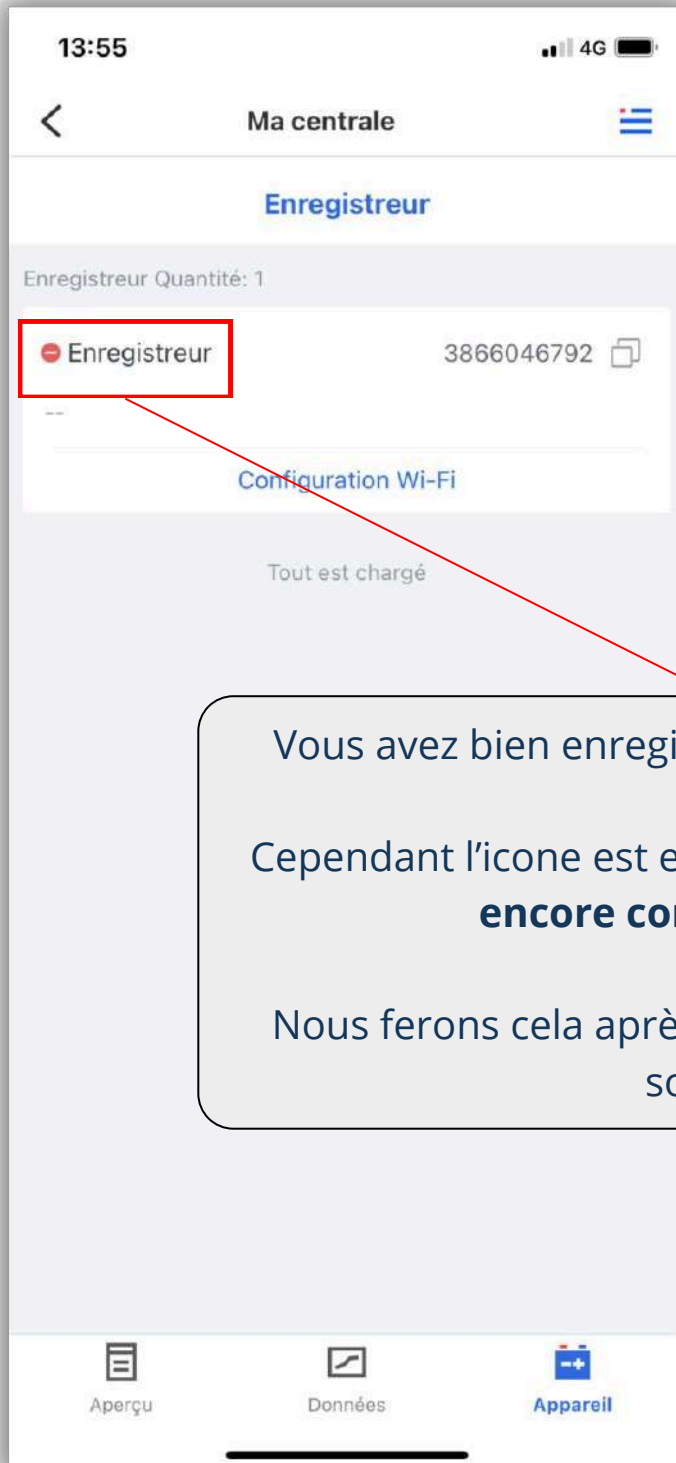 13:55 4G
Ma centrale
Enregistreur
Enregistreur Quantité: 1
Enregistreur 3866046792
--
Configuration Wi-Fi
Tout est chargé
Vous avez bien enregi
Cependant l’icone est e
encore co
Nous ferons cela aprè
so
Aperçu Données Appareil